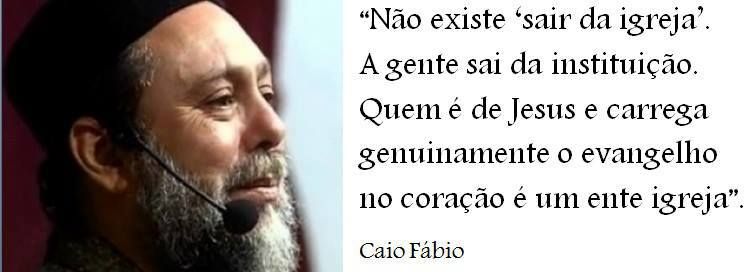 “Não existe ‘sair da igreja’.
A gente sai da instituição.
Quem é de Jesus e carrega
genuinamente o evangelho
no coração é um ente igreja”.
Caio Fábio